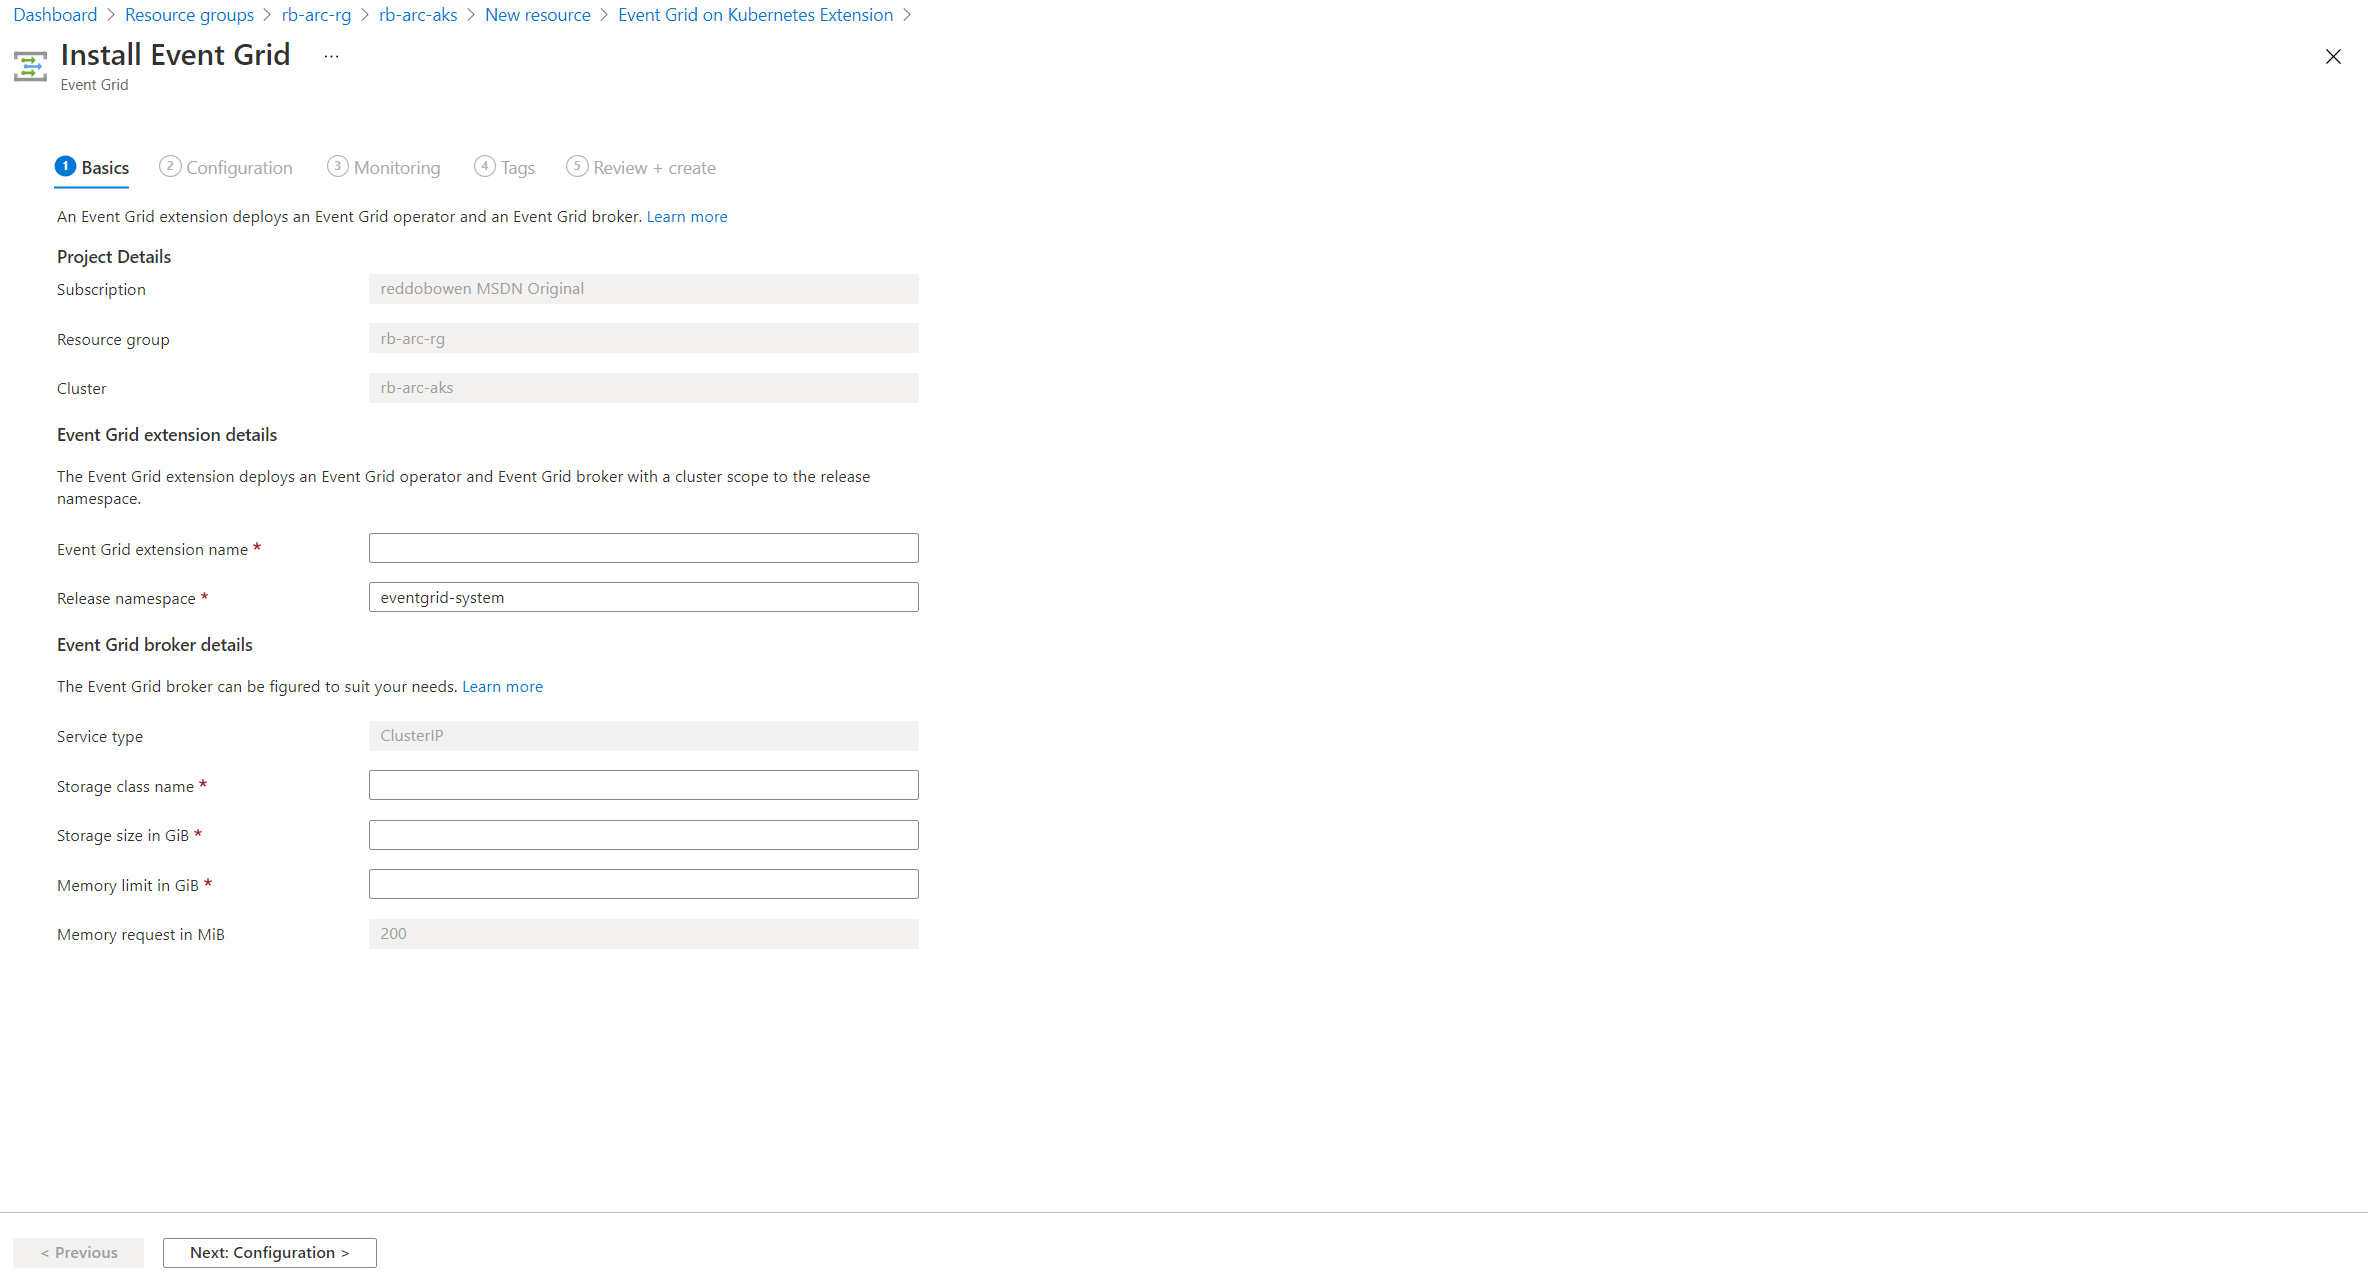 Dashboard > Resource groups > rb-arc-rg > rb-arc-aks > New resource > Event Grid on Kubernetes Extension >
Install Event Grid ...
Event Grid
1 Basics 2 Configuration 3 Monitoring 4 Tags 5 Review + create
An Event Grid extension deploys an Event Grid operator and an Event Grid broker. Learn more
Project Details
Subscription reddobowen MSDN Original
Resource group rb-arc-rg
Cluster rb-arc-aks
Event Grid extension details
The Event Grid extension deploys an Event Grid operator and Event Grid broker with a cluster scope to the release
namespace.
Event Grid extension name *
Release namespace * eventgrid-system
Event Grid broker details
The Event Grid broker can be figured to suit your needs. Learn more
Service type ClusterIP
Storage class name *
Storage size in GiB *
Memory limit in GiB *
Memory request in MiB 200
< Previous Next: Configuration >